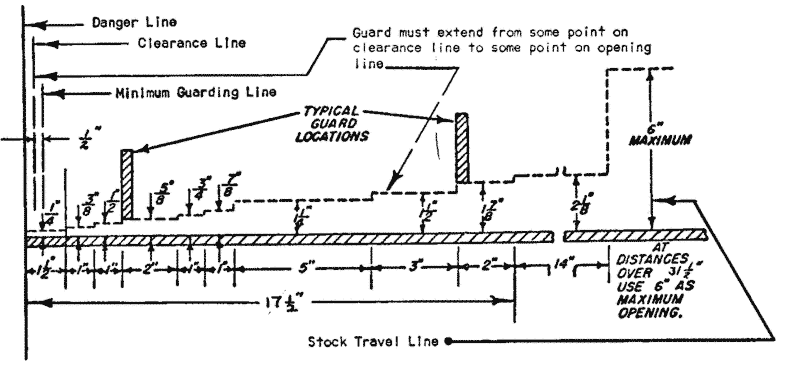 Danger Line
Clearance Line
Guard must extend from some point on
clearance line to some point on opening
line
Minimum Guarding Line
TYPICAL
GUARD
LOCATIONS
1/2"
6"
MAXIMUM
1/4"
3/8"
1/2"
5/8"
3/4"
7/8"
1 1/4"
1 1/2"
1 7/8"
2 1/8"
1 1/2" 1" 1" 2" 1" 1" 5" 3" 2" 14"
AT
DISTANCES
OVER 31 1/2"
USE 6" AS
MAXIMUM
OPENING.
17 1/2"
Stock Travel Line